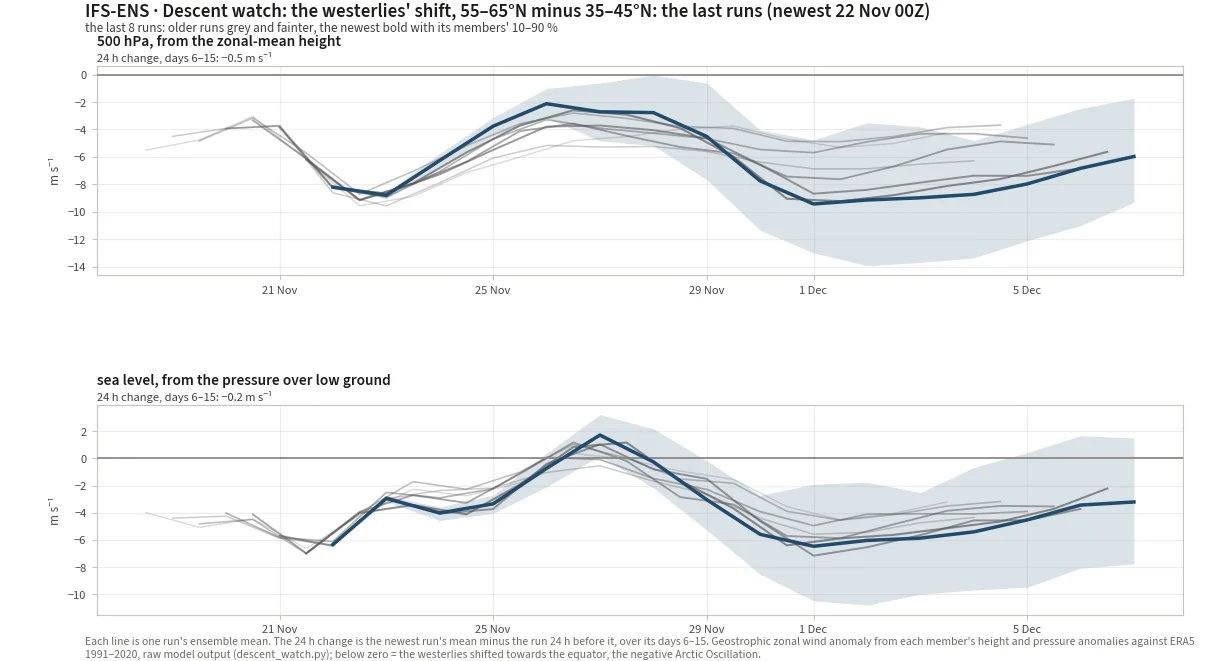 IFS-ENS · Descent watch: the westerlies' shift, 55–65°N minus 35–45°N: the last runs (newest 22 Nov 00Z)
the last 8 runs: older runs grey and fainter, the newest bold with its members' 10–90 %
500 hPa, from the zonal-mean height
24 h change, days 6–15: −0.5 m s⁻¹
0
−2
−4
−6
−8
−10
−12
−14
m s⁻¹
21 Nov
25 Nov
29 Nov
1 Dec
5 Dec
sea level, from the pressure over low ground
24 h change, days 6–15: −0.2 m s⁻¹
2
0
−2
−4
−6
−8
−10
m s⁻¹
21 Nov
25 Nov
29 Nov
1 Dec
5 Dec
Each line is one run's ensemble mean. The 24 h change is the newest run's mean minus the run 24 h before it, over its days 6–15. Geostrophic zonal wind anomaly from each member's height and pressure anomalies against ERA5
1991–2020, raw model output (descent_watch.py); below zero = the westerlies shifted towards the equator, the negative Arctic Oscillation.